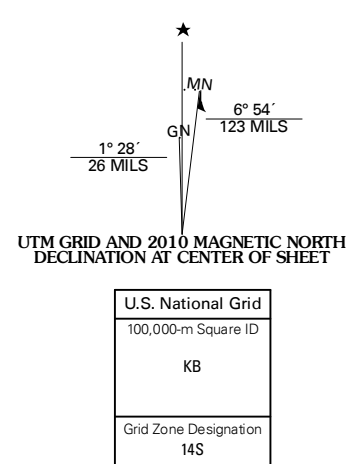 MN
6° 54´
123 MILS
GN
1° 28´
26 MILS
UTM GRID AND 2010 MAGNETIC NORTH
DECLINATION AT CENTER OF SHEET
U.S. National Grid
100,000-m Square ID
KB
Grid Zone Designation
14S